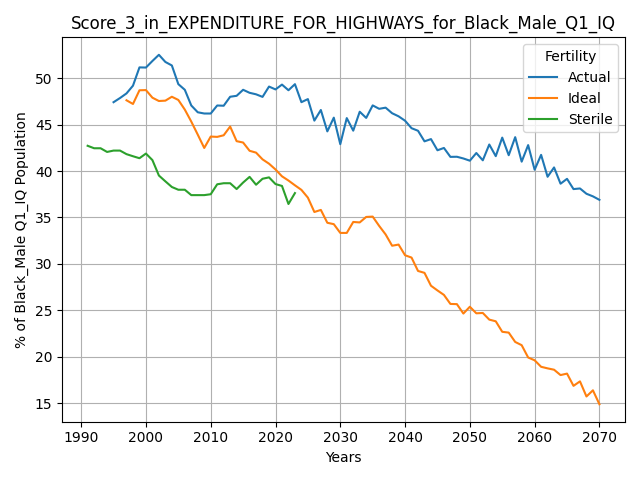 Score_3_in_EXPENDITURE_FOR_HIGHWAYS_for_Black_Male_Q1_IQ
Fertility
Actual
Ideal
Sterile
% of Black_Male Q1_IQ Population
50
45
40
35
30
25
20
15
1990 2000 2010 2020 2030 2040 2050 2060 2070
Years